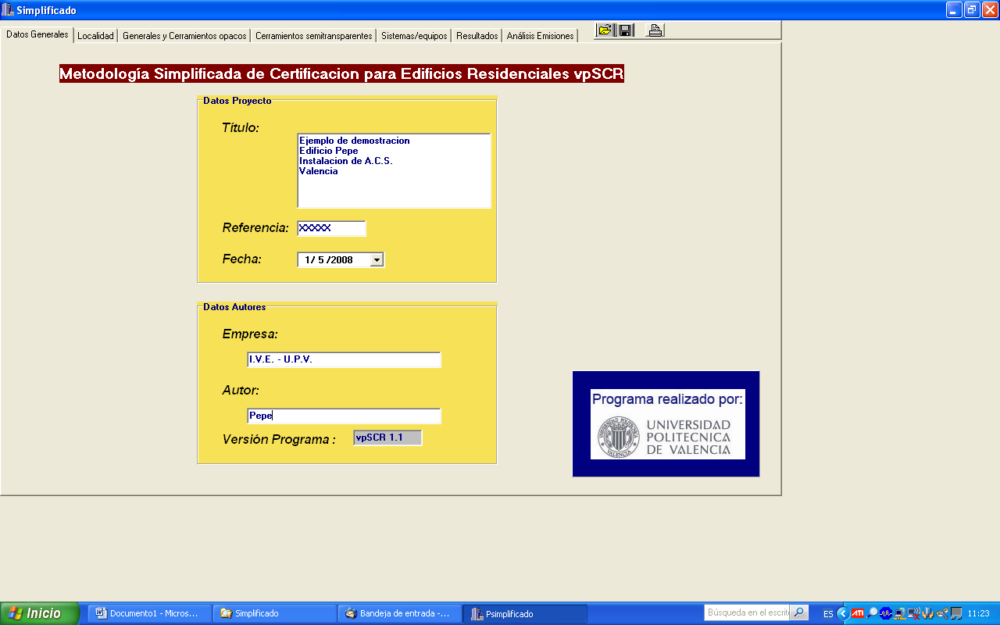 Simplificado
Datos Generales
Localidad
Generales y Cerramientos opacos
Cerramientos semitransparentes
Sistemas/equipos
Resultados
Análisis Emisiones
Metodología Simplificada de Certificacion para Edificios Residenciales vpSCR
Datos Proyecto
Título:
Ejemplo de demostracion
Edificio Pepe
Instalacion de A.C.S.
Valencia
Referencia:
XXXXX
Fecha:
1/ 5 /2008
Datos Autores
Empresa:
I.V.E. - U.P.V.
Autor:
Pepe
Versión Programa :
vpSCR 1.1
Programa realizado por:
UNIVERSIDAD
POLITECNICA
DE VALENCIA
Inicio
Documento1 - Micros...
Simplificado
Bandeja de entrada -...
Psimplificado
Búsqueda en el escrit
ES
ATI
11:23